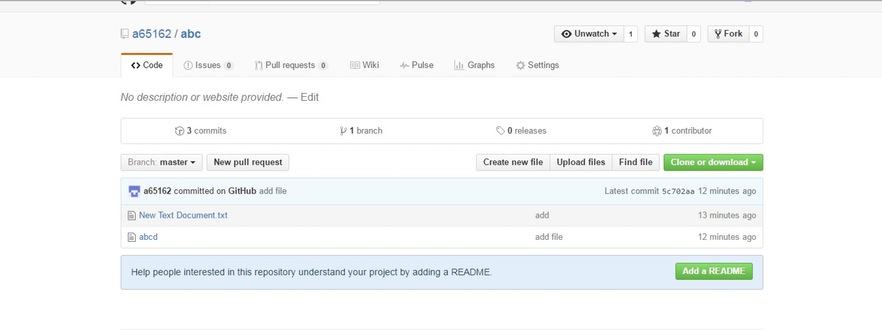 a65162 / abc
Unwatch 1 Star 0 Fork 0
Code Issues 0 Pull requests 0 Wiki Pulse Graphs Settings
No description or website provided. — Edit
3 commits 1 branch 0 releases 1 contributor
Branch: master New pull request Create new file Upload files Find file Clone or download
a65162 committed on GitHub add file Latest commit 5c702aa 12 minutes ago
New Text Document.txt add 13 minutes ago
abcd add file 12 minutes ago
Help people interested in this repository understand your project by adding a README. Add a README